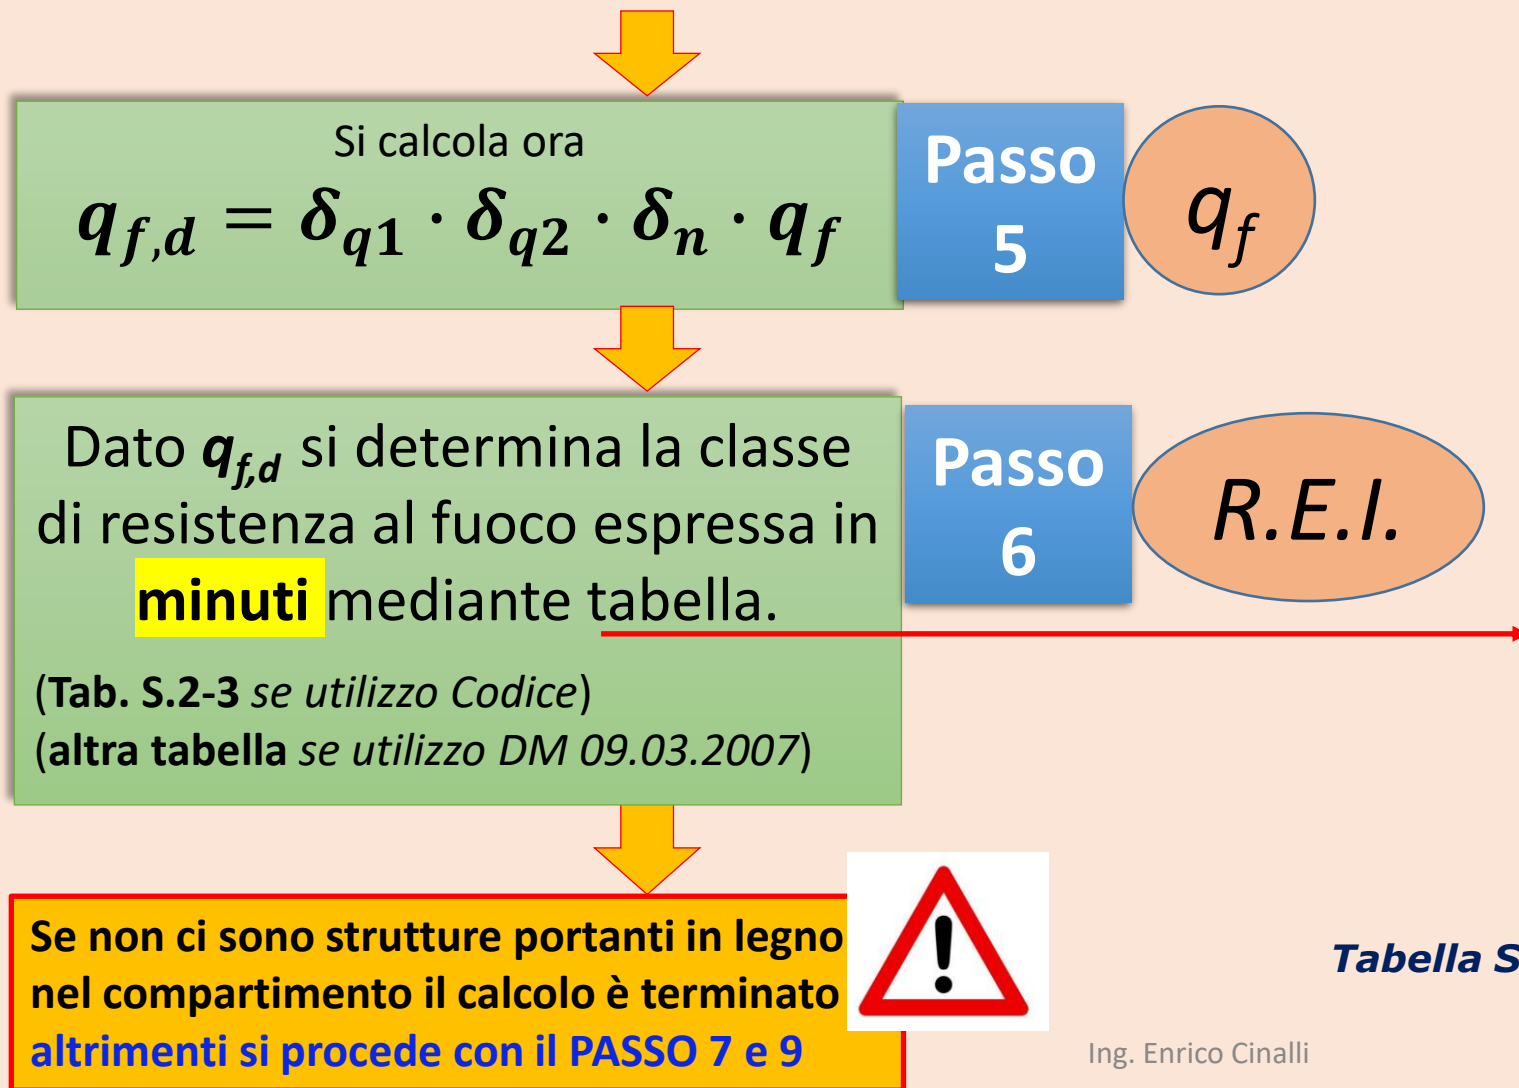 Si calcola ora
q_{f,d} = δ_{q1} · δ_{q2} · δ_n · q_f
Passo
5
q_f
Dato q_{f,d} si determina la classe
di resistenza al fuoco espressa in
minuti mediante tabella.
(Tab. S.2-3 se utilizzo Codice)
(altra tabella se utilizzo DM 09.03.2007)
Passo
6
R.E.I.
Se non ci sono strutture portanti in legno
nel compartimento il calcolo è terminato
altrimenti si procede con il PASSO 7 e 9
!
Tabella S
Ing. Enrico Cinalli